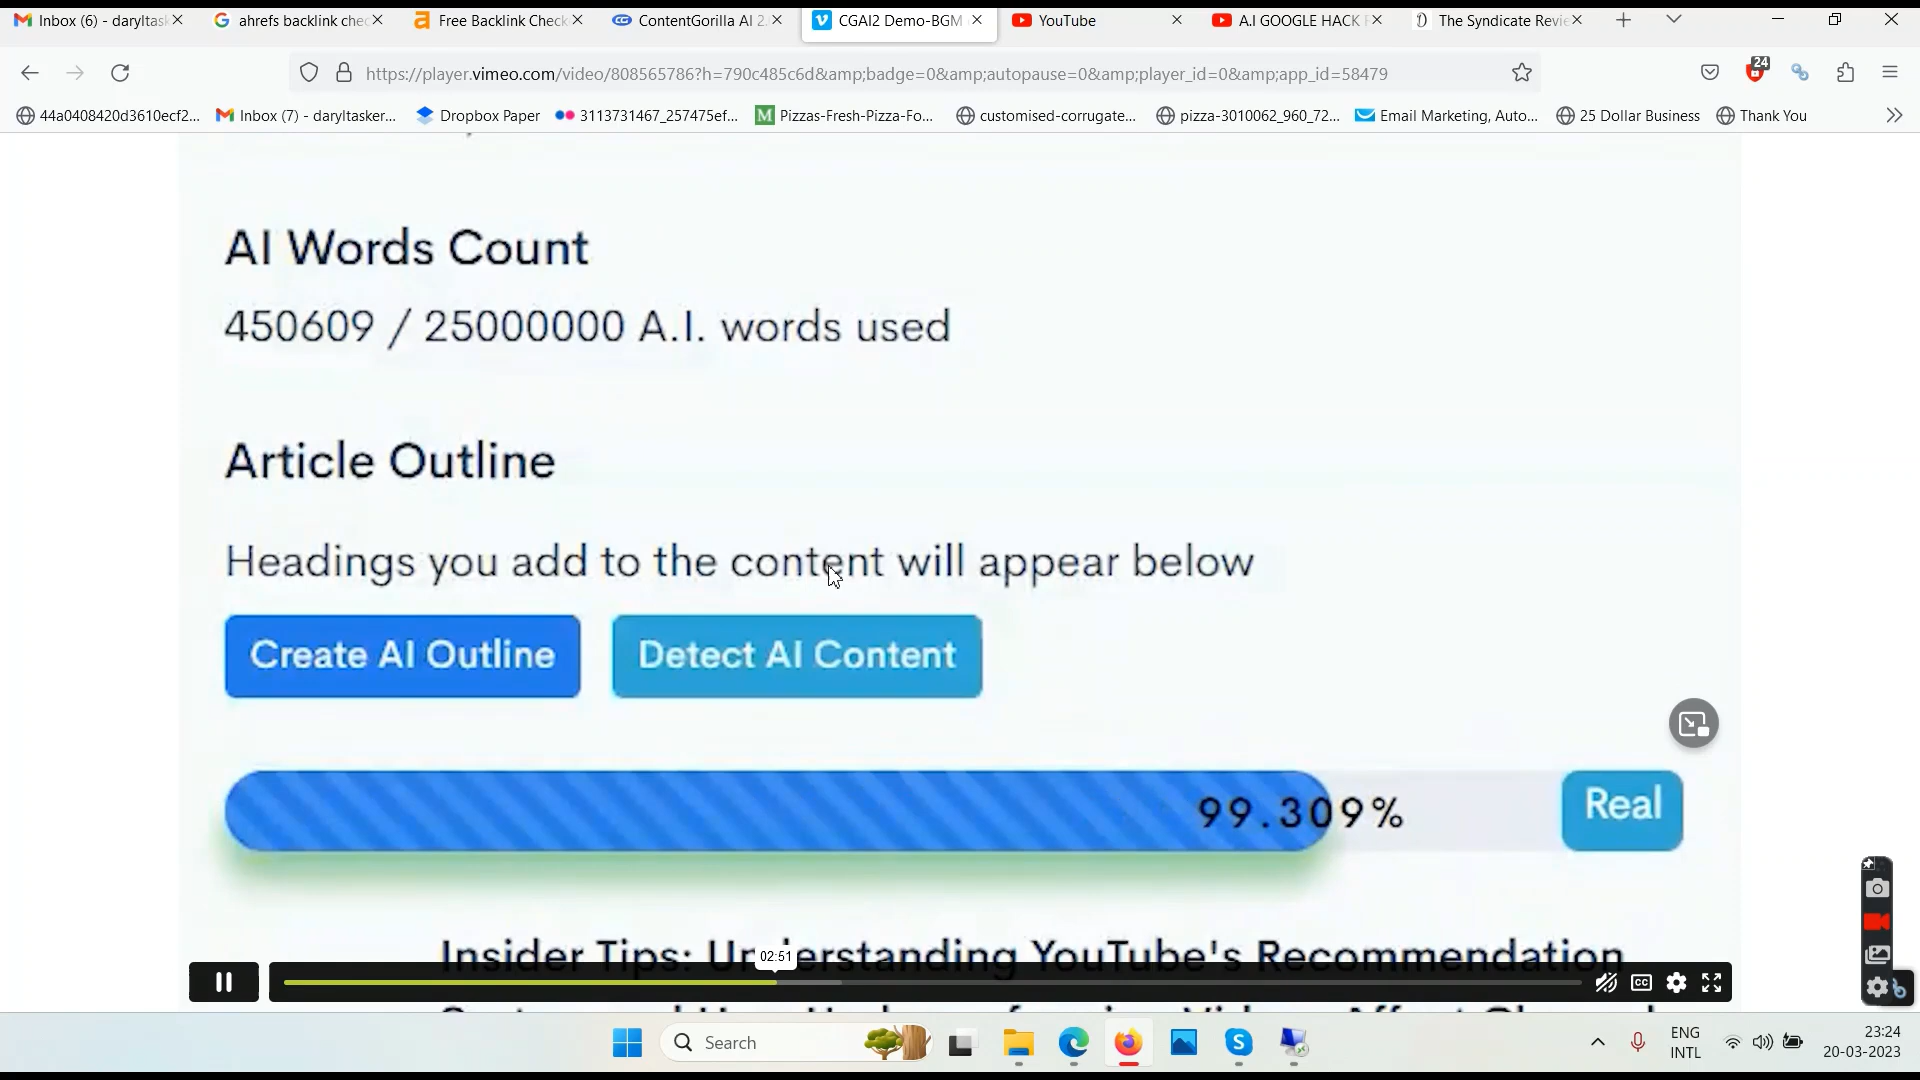 Inbox (6) - daryltask
ahrefs backlink che
Free Backlink Check
ContentGorilla AI 2.
CGAI2 Demo-BGM
YouTube
A.I GOOGLE HACK F
The Syndicate Revie
https://player.vimeo.com/video/808565786?h=790c485c6d&amp;badge=0&amp;autopause=0&amp;player_id=0&amp;app_id=58479
24
44a0408420d3610ecf2...
Inbox (7) - daryltasker...
Dropbox Paper
3113731467_257475ef...
Pizzas-Fresh-Pizza-Fo...
customised-corrugate...
pizza-3010062_960_72...
Email Marketing, Auto...
25 Dollar Business
Thank You
AI Words Count
450609 / 25000000 A.I. words used
Article Outline
Headings you add to the content will appear below
Create AI Outline
Detect AI Content
99.309%
Real
Insider Tips: Understanding YouTube's Recommendation
02:51
CC
Search
ENG
INTL
23:24
20-03-2023